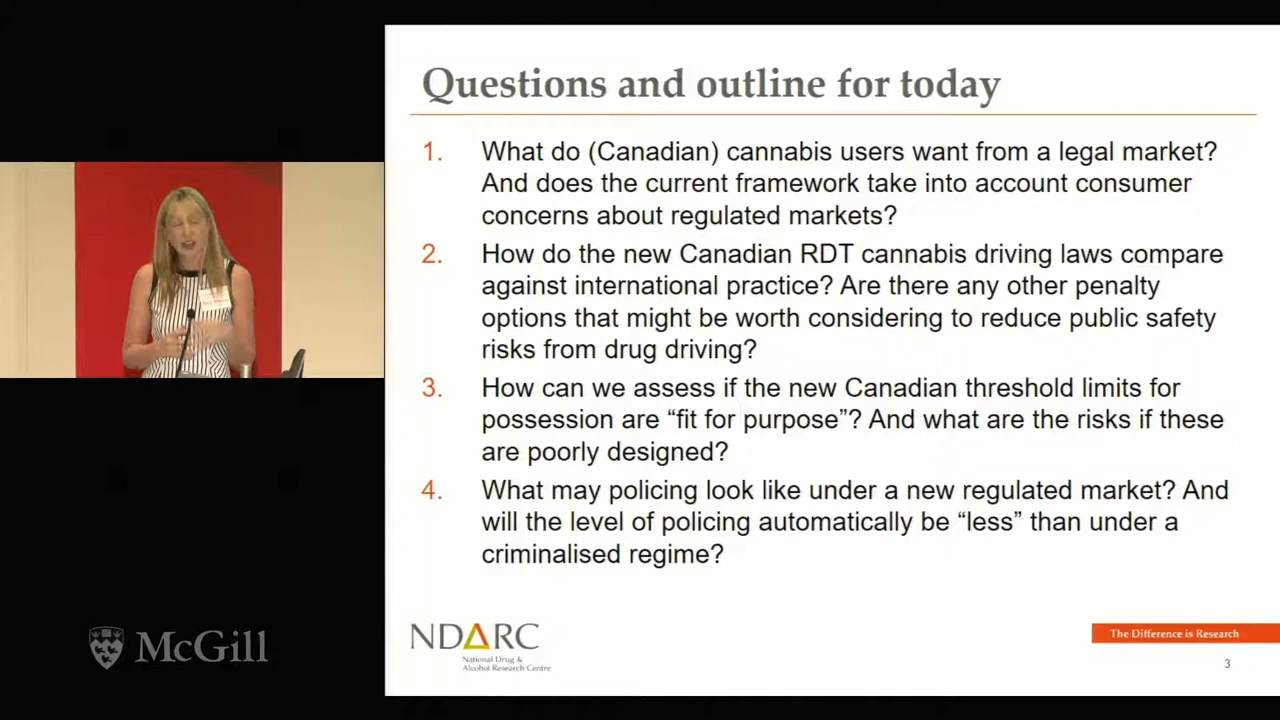 Questions and outline for today
1. What do (Canadian) cannabis users want from a legal market?
And does the current framework take into account consumer
concerns about regulated markets?
2. How do the new Canadian RDT cannabis driving laws compare
against international practice? Are there any other penalty
options that might be worth considering to reduce public safety
risks from drug driving?
3. How can we assess if the new Canadian threshold limits for
possession are “fit for purpose”? And what are the risks if these
are poorly designed?
4. What may policing look like under a new regulated market? And
will the level of policing automatically be “less” than under a
criminalised regime?
McGill
NDARC
National Drug &
Alcohol Research Centre
The Difference is Research
3